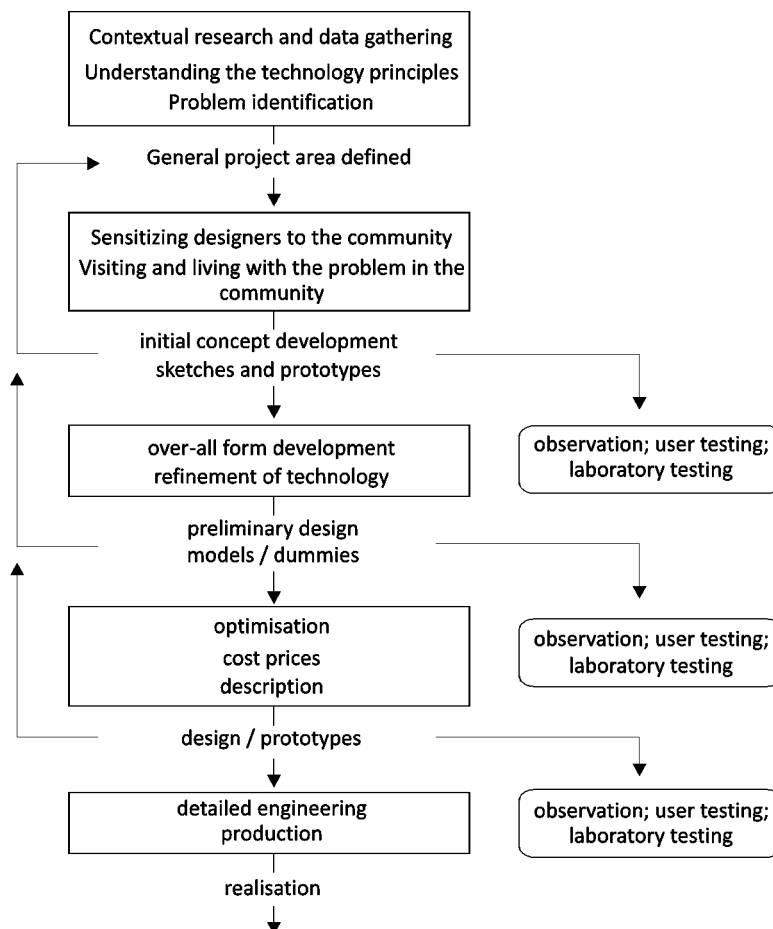 Contextual research and data gathering
Understanding the technology principles
Problem identification
General project area defined
Sensitizing designers to the community
Visiting and living with the problem in the
community
initial concept development
sketches and prototypes
over-all form development
refinement of technology
observation; user testing;
laboratory testing
preliminary design
models / dummies
optimisation
cost prices
description
observation; user testing;
laboratory testing
design / prototypes
detailed engineering
production
observation; user testing;
laboratory testing
realisation